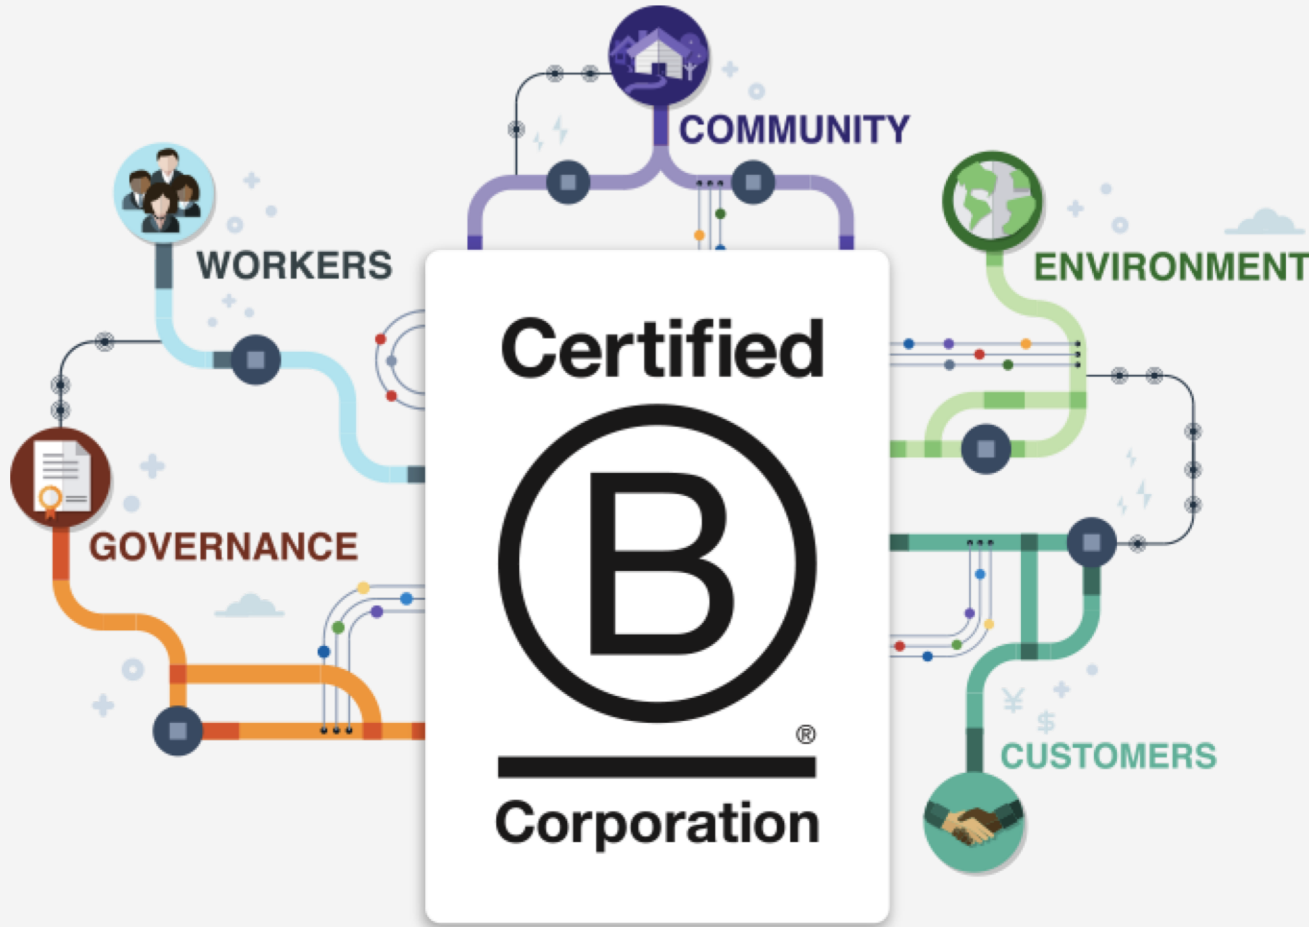 COMMUNITY
WORKERS
ENVIRONMENT
Certified
B
®
Corporation
GOVERNANCE
¥
$
CUSTOMERS